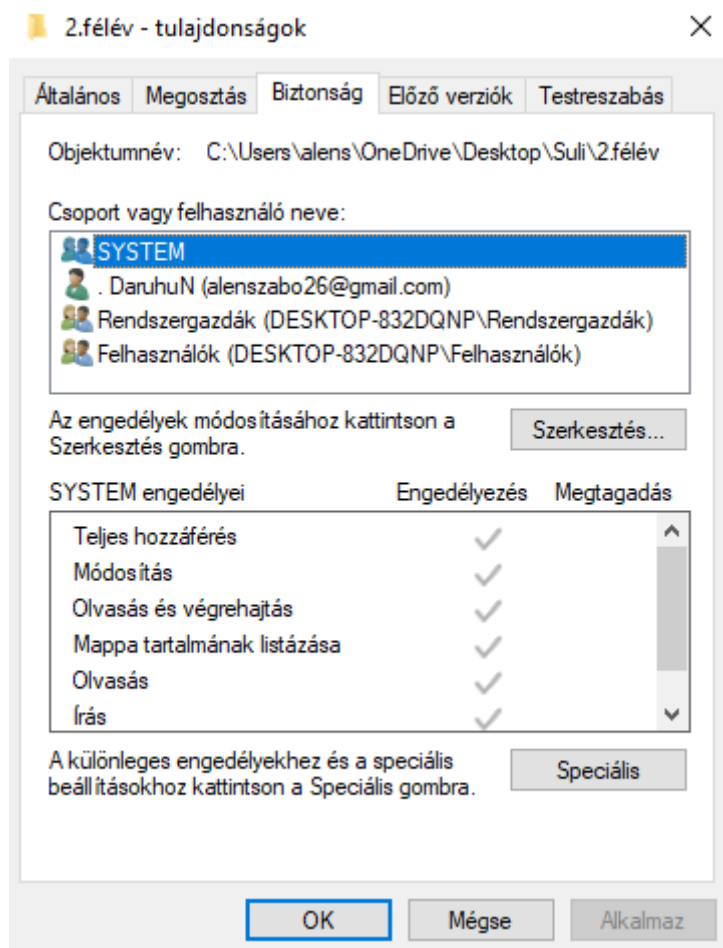 2.félév - tulajdonságok
Általános Megosztás Biztonság Előző verziók Testreszabás
Objektumnév: C:\Users\alens\OneDrive\Desktop\Suli\2.félév
Csoport vagy felhasználó neve:
SYSTEM
. DaruhuN (alenszabo26@gmail.com)
Rendszergazdák (DESKTOP-832DQNP\Rendszergazdák)
Felhasználók (DESKTOP-832DQNP\Felhasználók)
Az engedélyek módosításához kattintson a
Szerkesztés gombra.
Szerkesztés...
SYSTEM engedélyei Engedélyezés Megtagadás
Teljes hozzáférés
Módosítás
Olvasás és végrehajtás
Mappa tartalmának listázása
Olvasás
Írás
A különleges engedélyekhez és a speciális
beállításokhoz kattintson a Speciális gombra.
Speciális
OK Mégse Alkalmaz